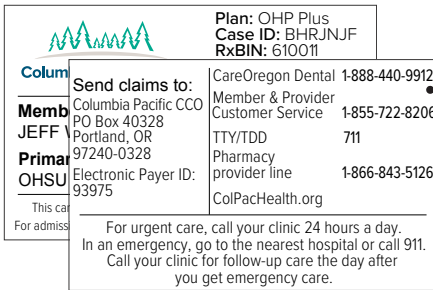 Plan: OHP Plus
Case ID: BHRJNJF
RxBIN: 610011
Colum
Memb
JEFF
Primar
OHSU
This car
For admiss
Send claims to:
Columbia Pacific CCO
PO Box 40328
Portland, OR
97240-0328
Electronic Payer ID:
93975
CareOregon Dental 1-888-440-9912
Member & Provider
Customer Service 1-855-722-8206
TTY/TDD 711
Pharmacy
provider line 1-866-843-5126
ColPacHealth.org
For urgent care, call your clinic 24 hours a day.
In an emergency, go to the nearest hospital or call 911.
Call your clinic for follow-up care the day after
you get emergency care.